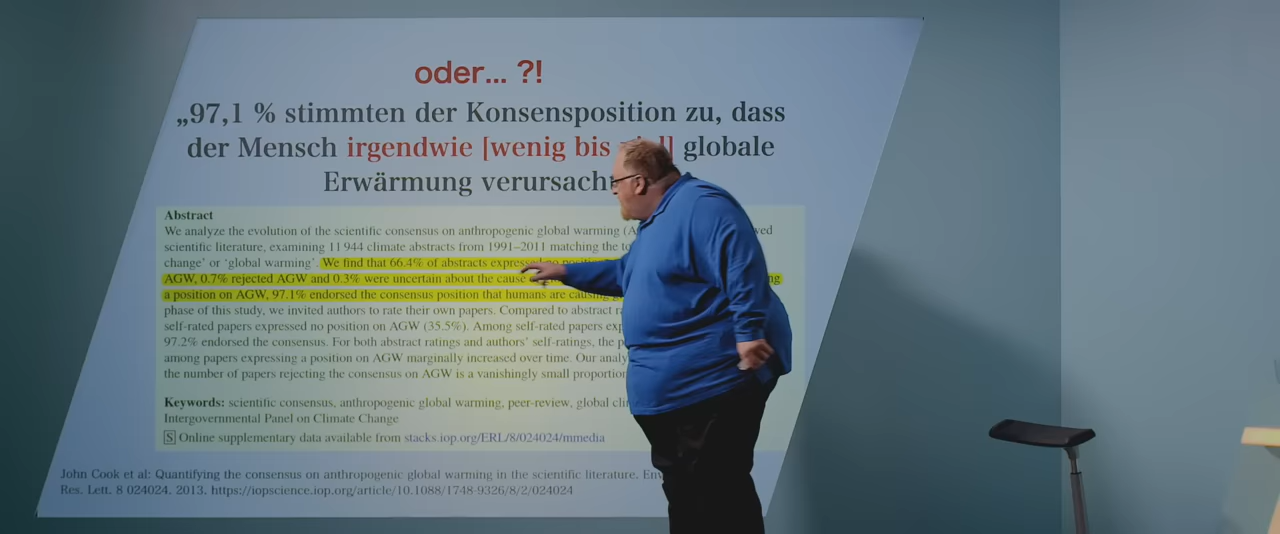 oder... ?!
„97,1 % stimmten der Konsensposition zu, dass
der Mensch irgendwie [wenig bis globale
Erwärmung
Abstract
We analyze the evolution of the scientific consensus on anthropogenic global warming
scientific literature, examining 11 944 climate abstracts from 1991–2011 matching the
change' or 'global warming'. We find that 66.4% of abstracts
AGW, 0.7% rejected AGW and 0.3% were uncertain about the cause
a position on AGW, 97.1% endorsed the consensus position that humans are causing
phase of this study, we invited authors to rate their own papers. Compared to abstract
self-rated papers expressed no position on AGW (35.5%). Among self-rated papers
97.2% endorsed the consensus. For both abstract ratings and authors' self-ratings, the
among papers expressing a position on AGW marginally increased over time. Our
the number of papers rejecting the consensus on AGW is a vanishingly small
Keywords: scientific consensus, anthropogenic global warming, peer-review, global
Intergovernmental Panel on Climate Change
S Online supplementary data available from stacks.iop.org/ERL/8/024024/mmedia
John Cook et al: Quantifying the consensus on anthropogenic global warming in the scientific literature.
Res. Lett. 8 024024. 2013. https://iopscience.iop.org/article/10.1088/1748-9326/8/2/024024